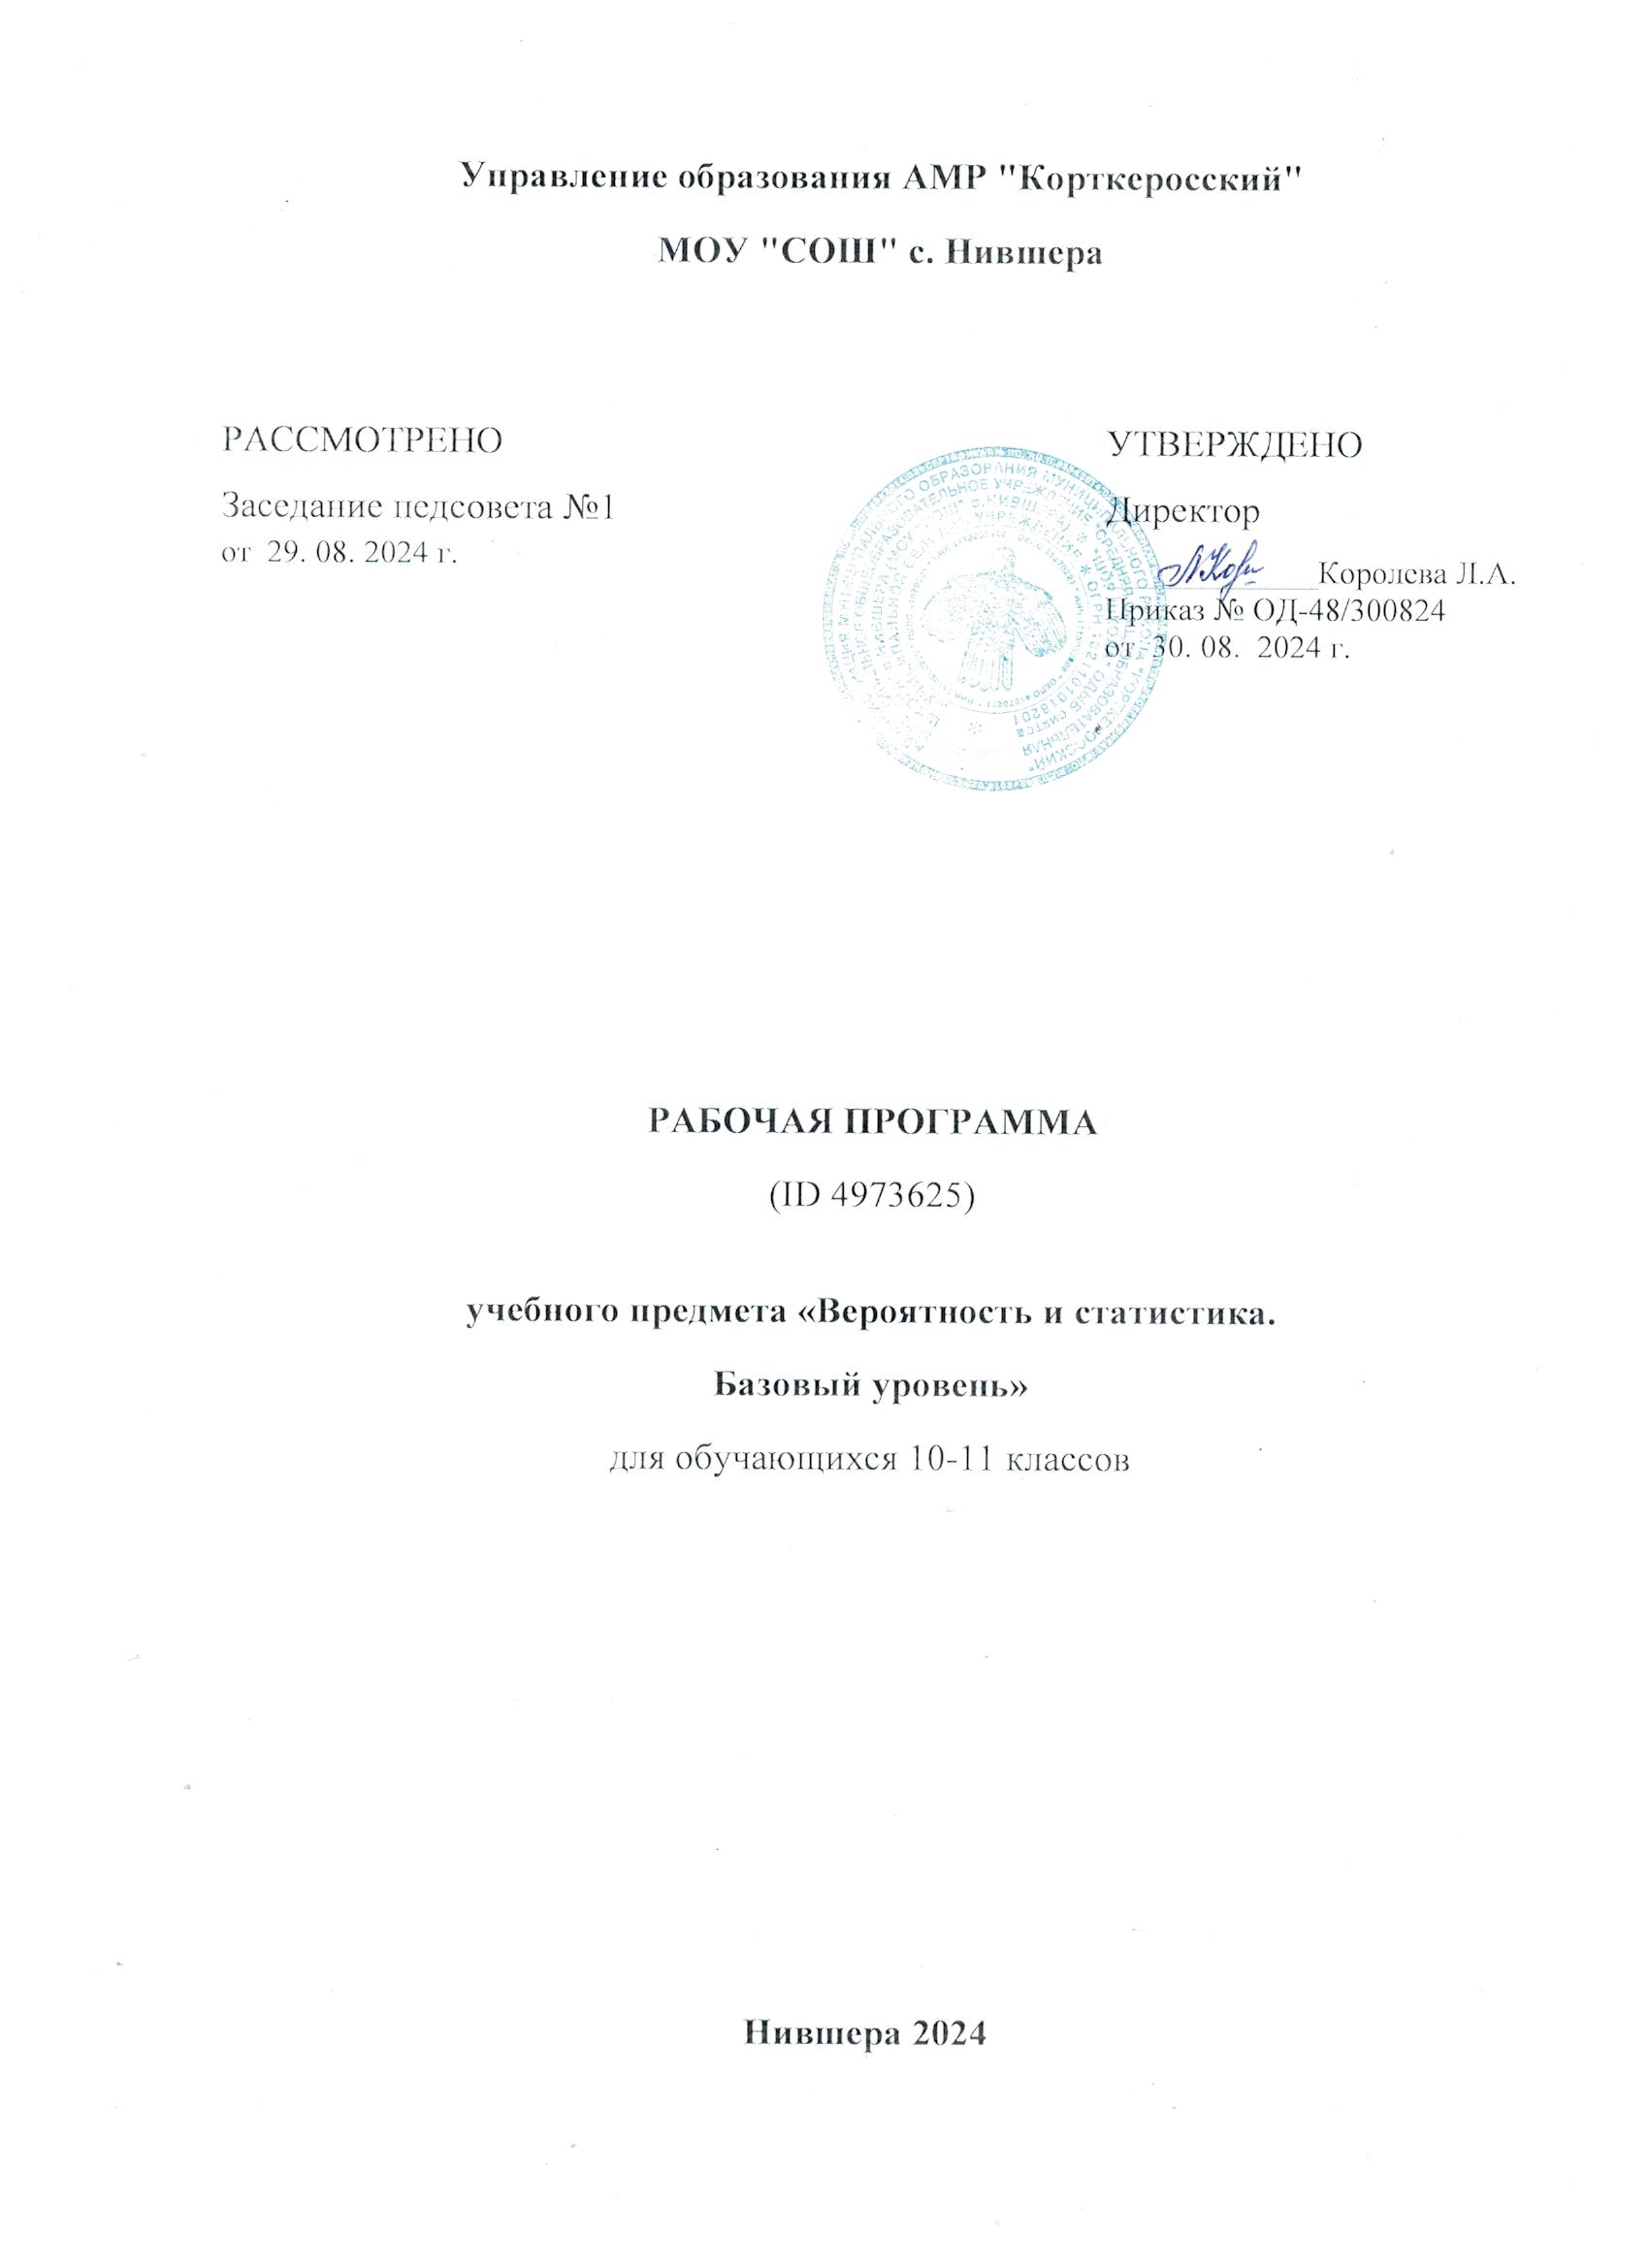 Управление образования АМР "Корткеросский"
МОУ "СОШ" с. Нившера
РАССМОТРЕНО
Заседание педсовета №1
от 29. 08. 2024 г.
УТВЕРЖДЕНО
Директор
Королева Л.А.
Приказ № ОД-48/300824
от 30. 08. 2024 г.
РАБОЧАЯ ПРОГРАММА
(ID 4973625)
учебного предмета «Вероятность и статистика.
Базовый уровень»
для обучающихся 10-11 классов
Нившера 2024